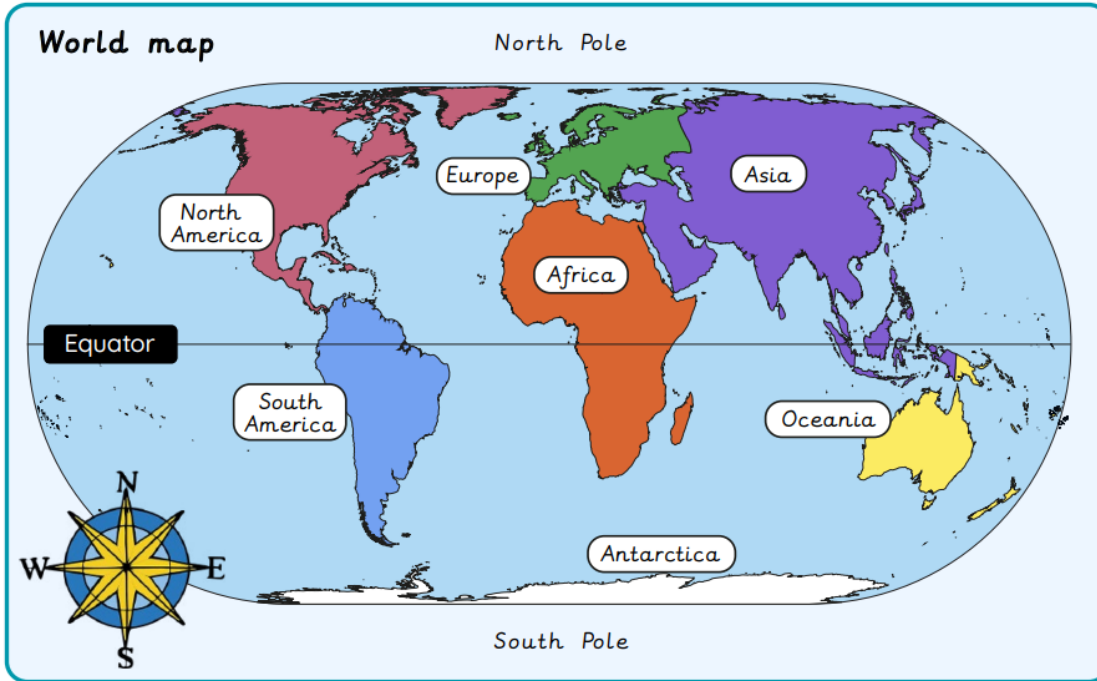 World map
North Pole
Europe
Asia
North
America
Africa
Equator
South
America
Oceania
N
W
E
S
Antarctica
South Pole